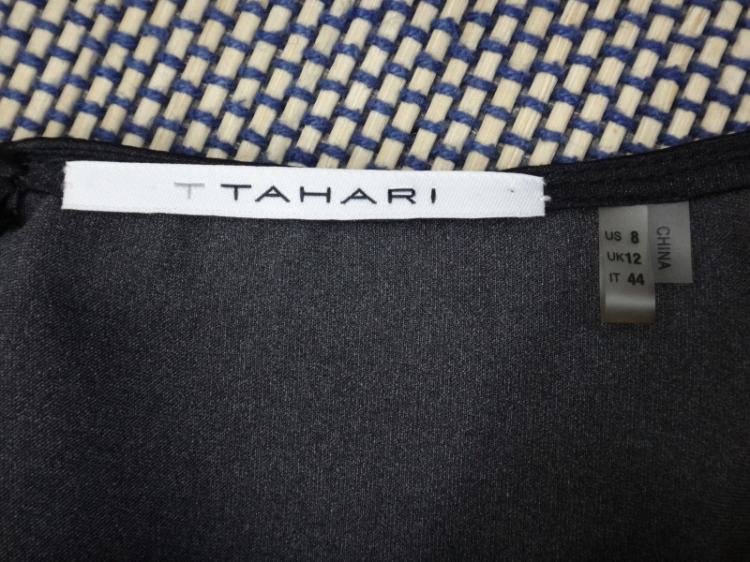 T TAHARI
US 8
UK 12
IT 44
CHINA